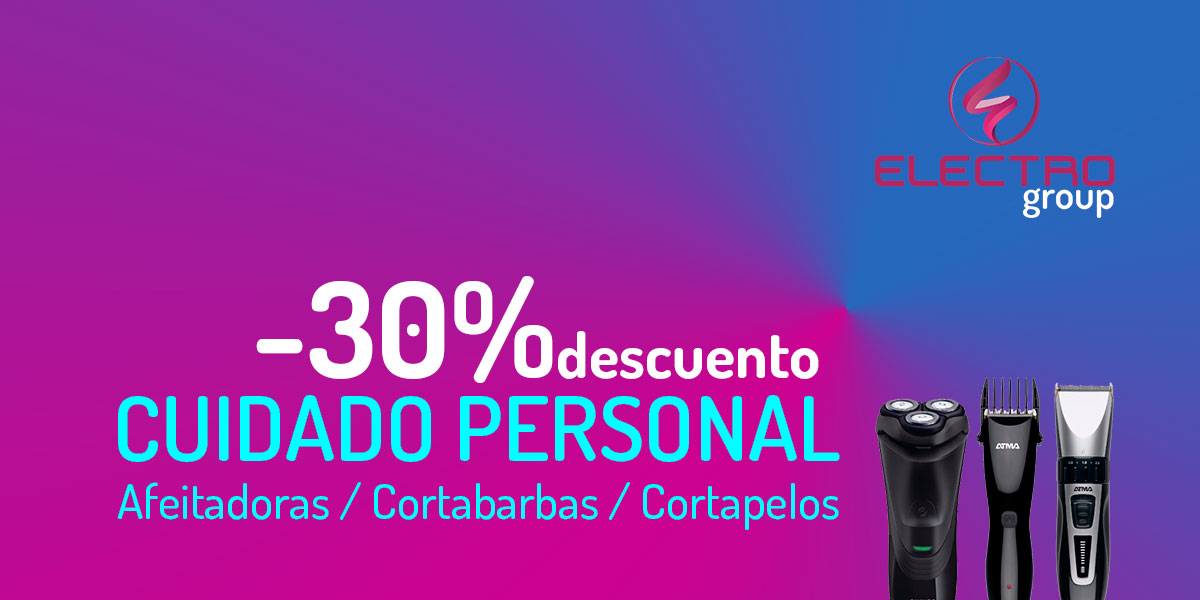 ELECTRO
group
-30% descuento
CUIDADO PERSONAL
Afeitadoras / Cortabarbas / Cortapelos
ATMA
ATMA